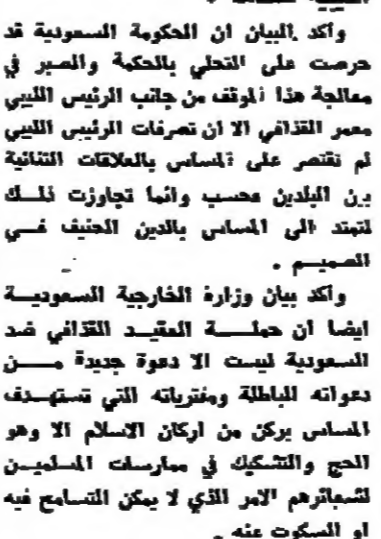 وأكد البيان ان الحكومة السعودية قد
حرصت على التحلي بالحكمة والصبر في
معالجة هذا الموقف من جانب الرئيس الليبي
معمر القذافي الا ان تصرفات الرئيس الليبي
لم تقتصر على المساس بالعلاقات الثنائية
بين البلدين فحسب وانما تجاوزت ذلك
لتمتد الى المساس بالدين الحنيف في
الصميم .
وأكد بيان وزارة الخارجية السعودية
ايضا ان حملة العقيد القذافي ضد
السعودية ليست الا دعوة جديدة من
دعواته الباطلة ومفترياته التي تستهدف
المساس بركن من اركان الاسلام الا وهو
الحج والتشكيك في ممارسات المسلمين
لشعائرهم الامر الذي لا يمكن التسامح فيه
او السكوت عنه .